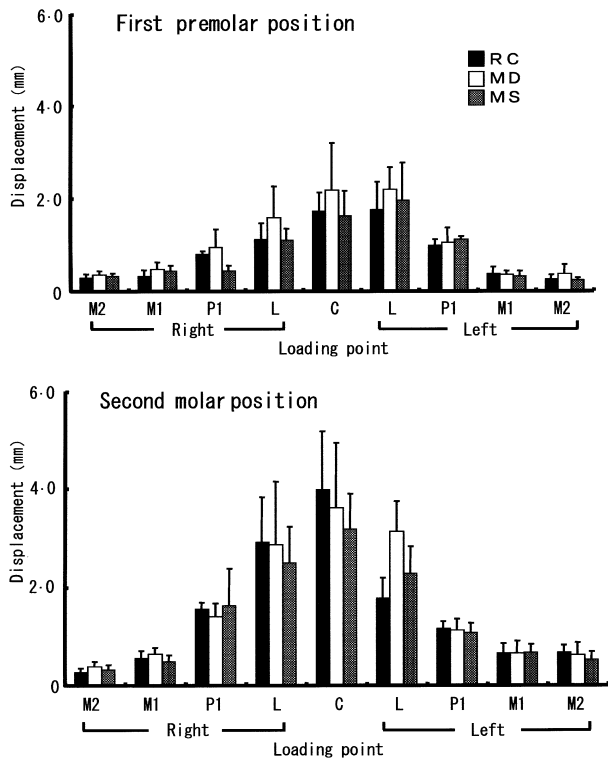 First premolar position
6·0
4·0
2·0
0
Displacement (mm)
RC
MD
MS
M2 M1 P1 L C L P1 M1 M2
Right Left
Loading point
Second molar position
6·0
4·0
2·0
0
Displacement (mm)
M2 M1 P1 L C L P1 M1 M2
Right Left
Loading point